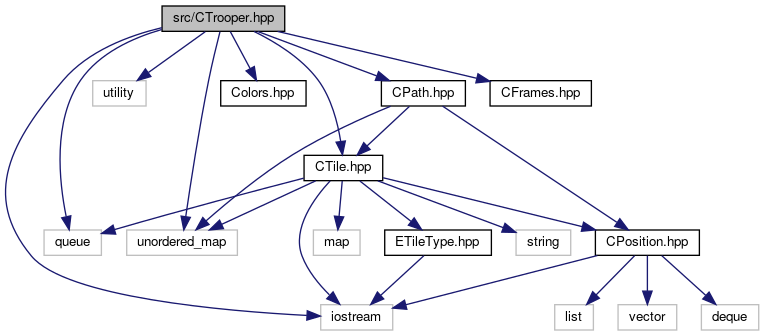 src/CTrooper.hpp
utility
Colors.hpp
CPath.hpp
CFrames.hpp
CTile.hpp
queue
unordered_map
map
ETileType.hpp
string
CPosition.hpp
iostream
list
vector
deque